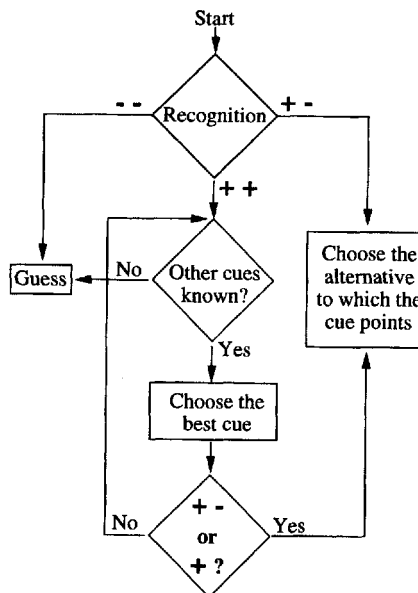 Start
- -
Recognition
+ -
+ +
Guess
No
Other cues
known?
Choose the
alternative
to which the
cue points
Yes
Choose the
best cue
No
+ -
or
+ ?
Yes